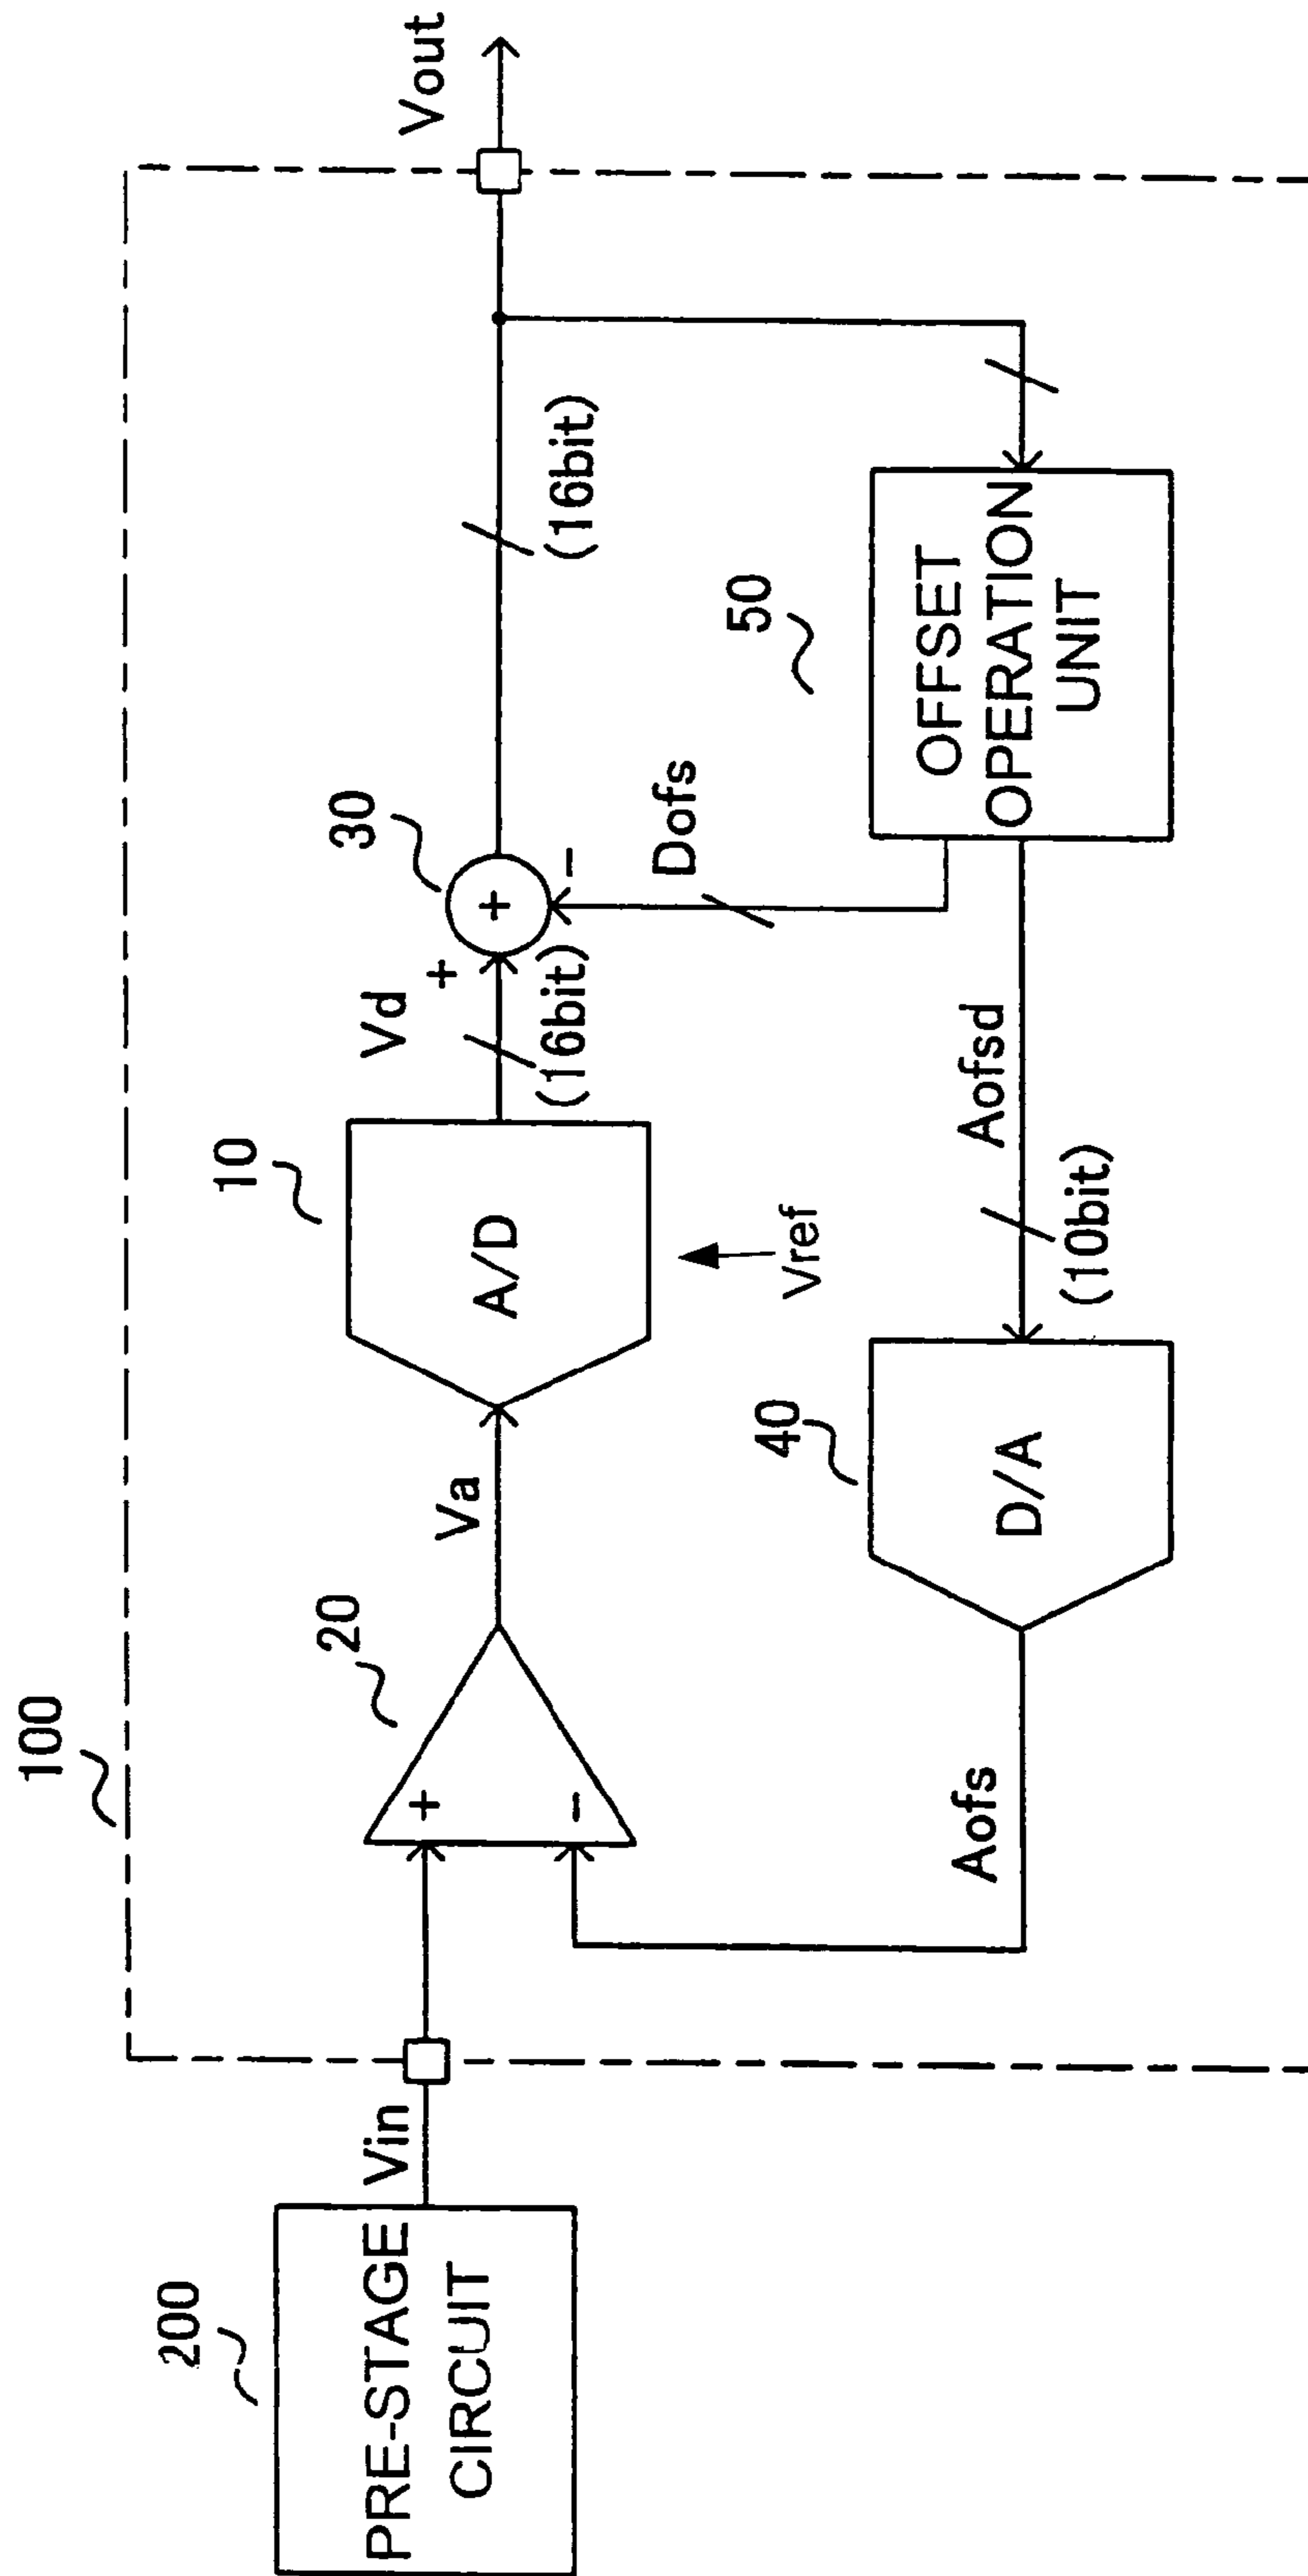 100
200
PRE-STAGE
CIRCUIT
Vin
20
+
-
Va
10
A/D
Vref
Vd
+
(16bit)
30
+
-
(16bit)
Vout
Dofs
50
OFFSET
OPERATION
UNIT
Aofsd
(10bit)
40
D/A
Aofs